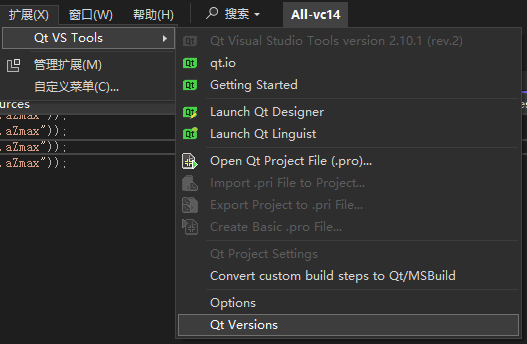 扩展(X) 窗口(W) 帮助(H) 搜索 All-vc14
Qt VS Tools
管理扩展(M)
自定义菜单(C)...
urces
.aZmax"));
.aZmax"));
.aZmax"));
.aZmax"));
Qt Visual Studio Tools version 2.10.1 (rev.2)
qt.io
Getting Started
Launch Qt Designer
Launch Qt Linguist
Open Qt Project File (.pro)...
Import .pri File to Project...
Export Project to .pri File...
Create Basic .pro File...
Qt Project Settings
Convert custom build steps to Qt/MSBuild
Options
Qt Versions